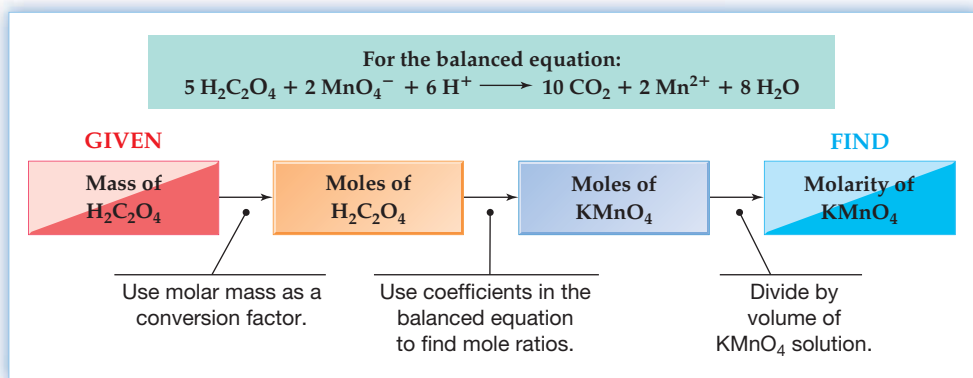 For the balanced equation:
5 H₂C₂O₄ + 2 MnO₄⁻ + 6 H⁺ ⟶ 10 CO₂ + 2 Mn²⁺ + 8 H₂O
GIVEN
FIND
Mass of
H₂C₂O₄
Moles of
H₂C₂O₄
Moles of
KMnO₄
Molarity of
KMnO₄
Use molar mass as a
conversion factor.
Use coefficients in the
balanced equation
to find mole ratios.
Divide by
volume of
KMnO₄ solution.